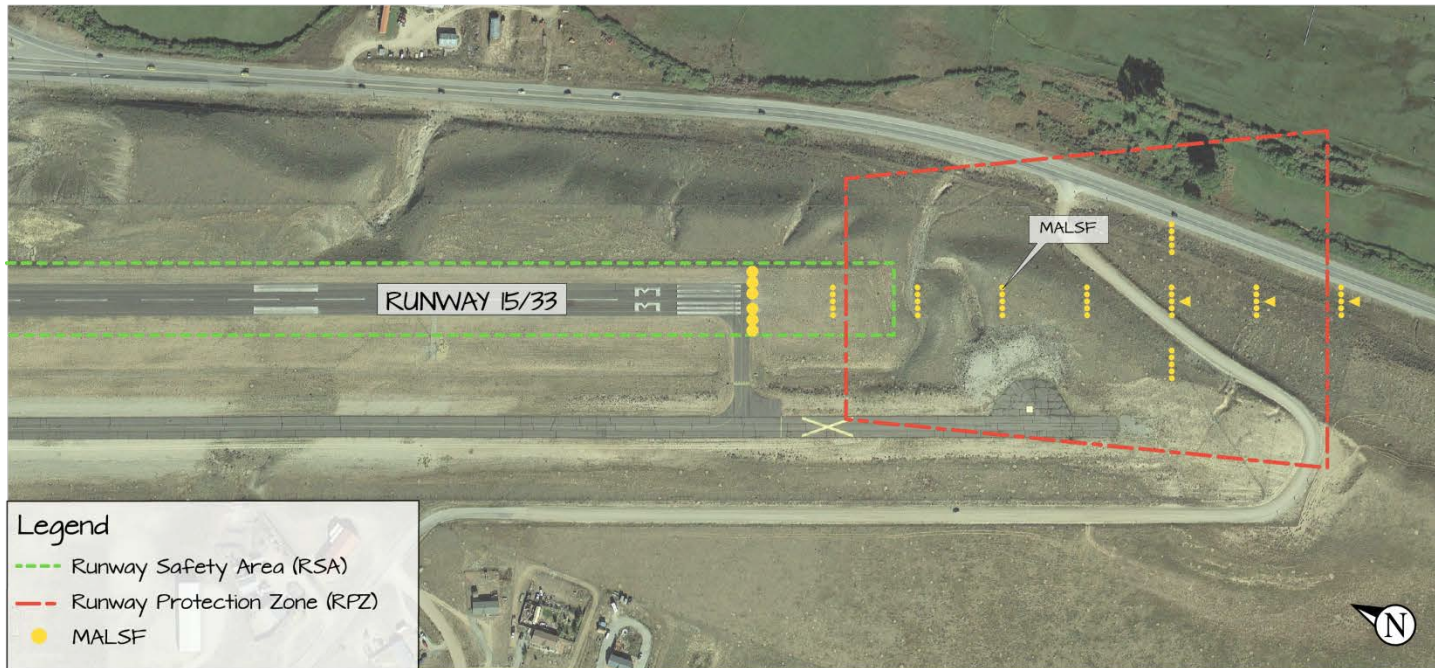 MALSF
RUNWAY 15/33
Legend
Runway Safety Area (RSA)
Runway Protection Zone (RPZ)
MALSF
N